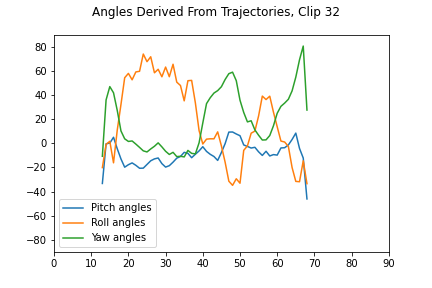 Angles Derived From Trajectories, Clip 32
80
60
40
20
0
−20
−40
−60
−80
Pitch angles
Roll angles
Yaw angles
0 10 20 30 40 50 60 70 80 90